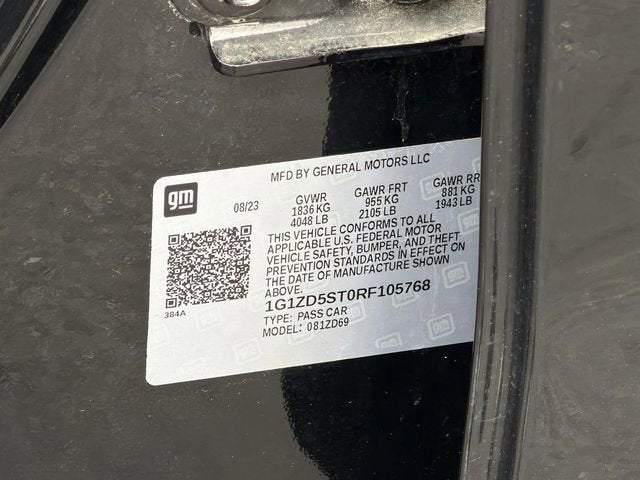 MFD BY GENERAL MOTORS LLC
gm
08/23
GVWR GAWR FRT GAWR RR
1836 KG 955 KG 881 KG
4048 LB 2105 LB 1943 LB
THIS VEHICLE CONFORMS TO ALL
APPLICABLE U.S. FEDERAL MOTOR
VEHICLE SAFETY, BUMPER, AND THEFT
PREVENTION STANDARDS IN EFFECT ON
THE DATE OF MANUFACTURE SHOWN
ABOVE.
384A
1G1ZD5ST0RF105768
TYPE: PASS CAR
MODEL: 081ZD69